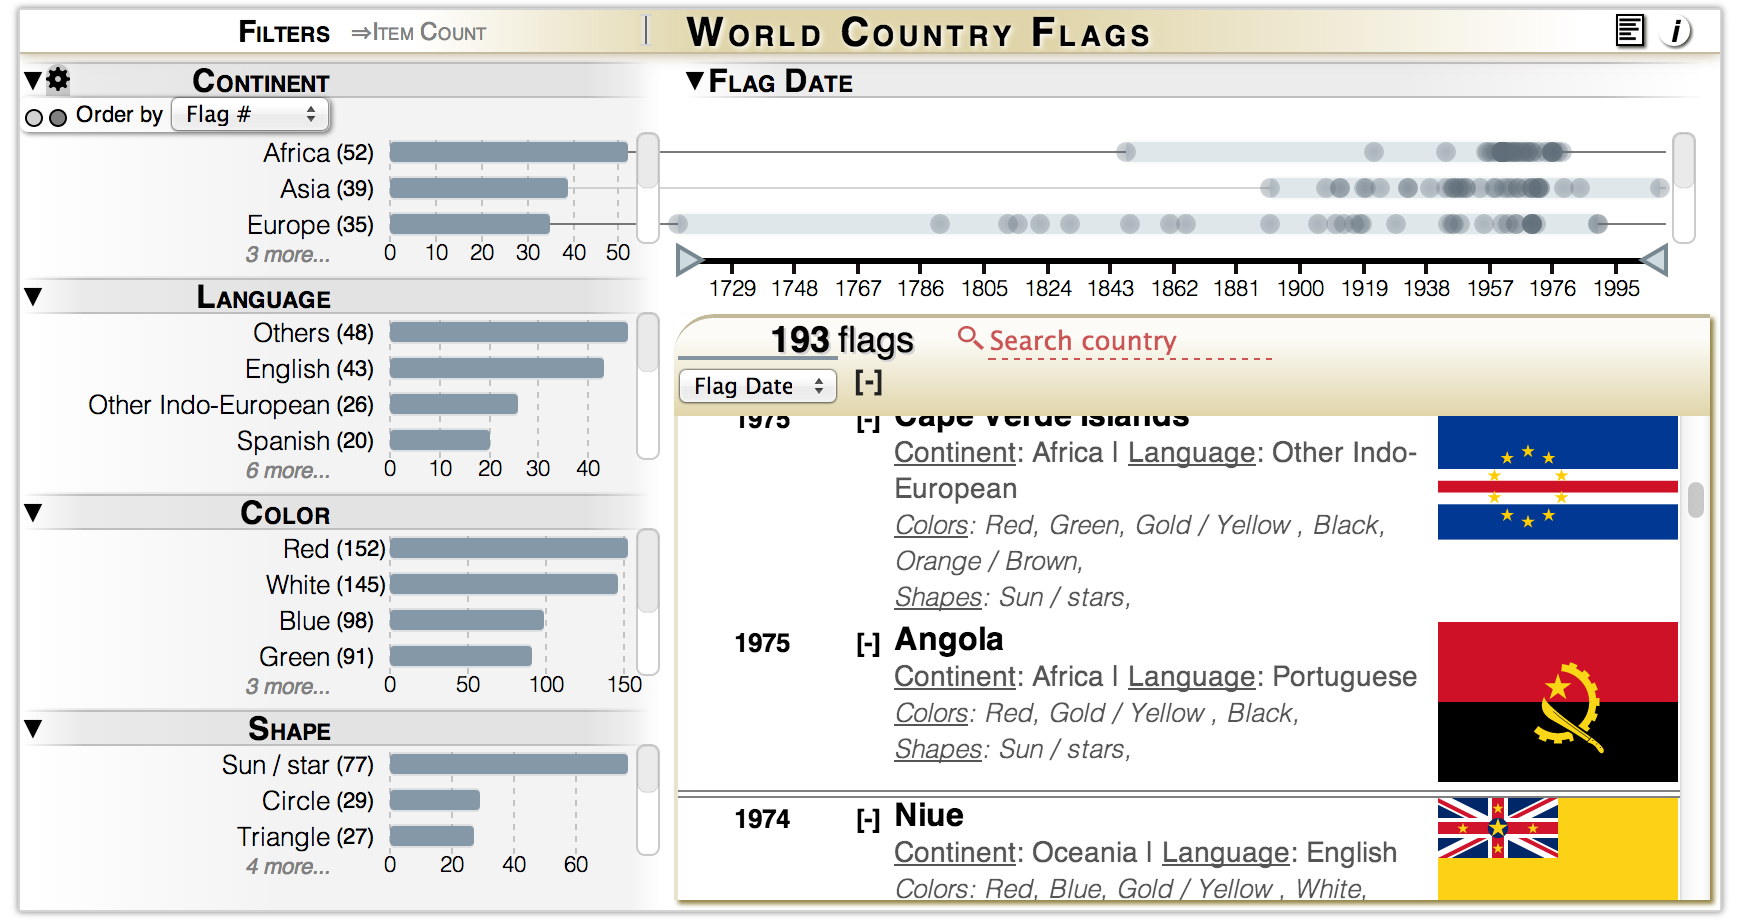 FILTERS ⇒ITEM COUNT
WORLD COUNTRY FLAGS
i
▼ CONTINENT
Order by Flag #
Africa (52)
Asia (39)
Europe (35)
3 more...
0 10 20 30 40 50
▼ LANGUAGE
Others (48)
English (43)
Other Indo-European (26)
Spanish (20)
6 more...
0 10 20 30 40
▼ COLOR
Red (152)
White (145)
Blue (98)
Green (91)
3 more...
0 50 100 150
▼ SHAPE
Sun / star (77)
Circle (29)
Triangle (27)
4 more...
0 20 40 60
▼FLAG DATE
1729 1748 1767 1786 1805 1824 1843 1862 1881 1900 1919 1938 1957 1976 1995
193 flags Search country
Flag Date [-]
1975 [-] Cape Verde Islands
Continent: Africa | Language: Other Indo-
European
Colors: Red, Green, Gold / Yellow , Black,
Orange / Brown,
Shapes: Sun / stars,
1975 [-] Angola
Continent: Africa | Language: Portuguese
Colors: Red, Gold / Yellow , Black,
Shapes: Sun / stars,
1974 [-] Niue
Continent: Oceania | Language: English
Colors: Red, Blue, Gold / Yellow , White,